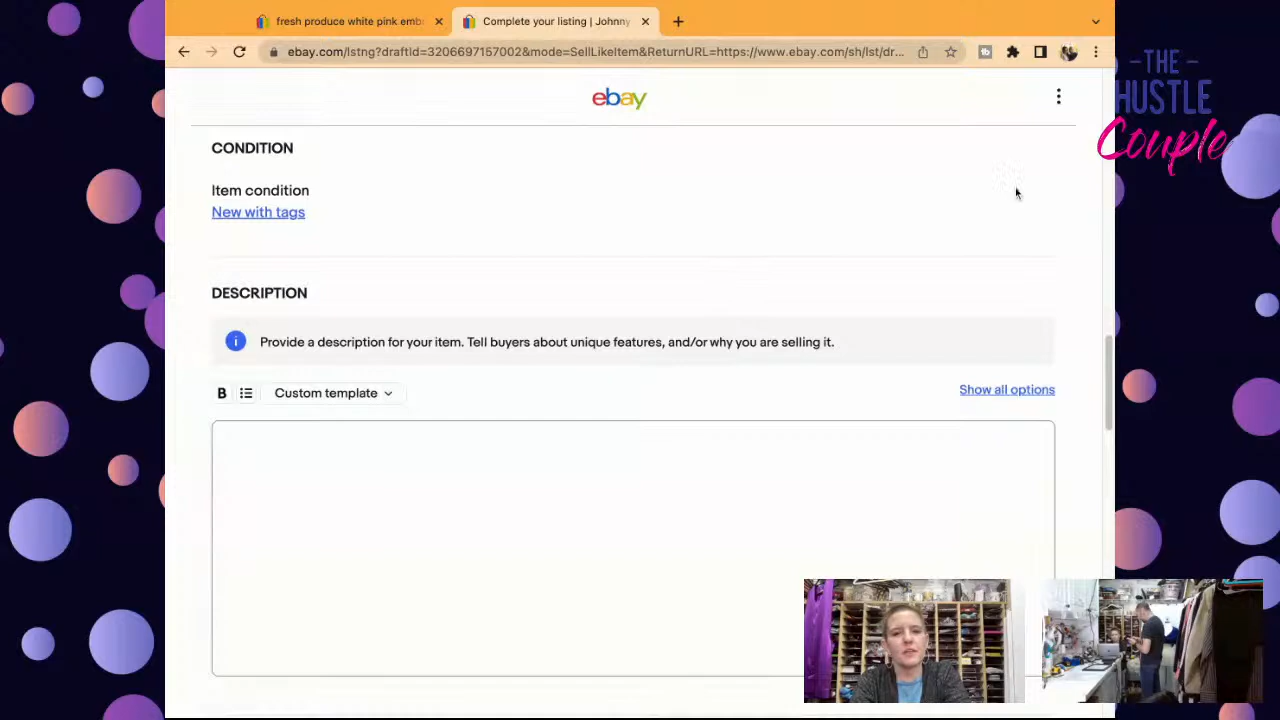 fresh produce white pink emb
Complete your listing | Johnny
ebay.com/lstng?draftId=3206697157002&mode=SellLikeItem&ReturnURL=https://www.ebay.com/sh/lst/dr...
-THE-
HUSTLE
Couple
ebay
CONDITION
Item condition
New with tags
DESCRIPTION
Provide a description for your item. Tell buyers about unique features, and/or why you are selling it.
B
Custom template
Show all options